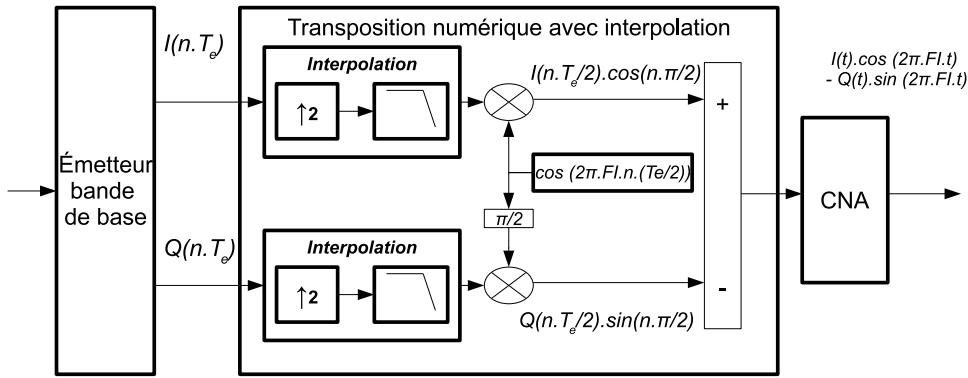 Transposition numérique avec interpolation
I(n.Te)
Interpolation
↑2
I(n.Te/2).cos(n.π/2)
+
I(t).cos (2π.FI.t)
- Q(t).sin (2π.FI.t)
Émetteur
bande
de base
cos (2π.FI.n.(Te/2))
π/2
CNA
Q(n.Te)
Interpolation
↑2
-
Q(n.Te/2).sin(n.π/2)